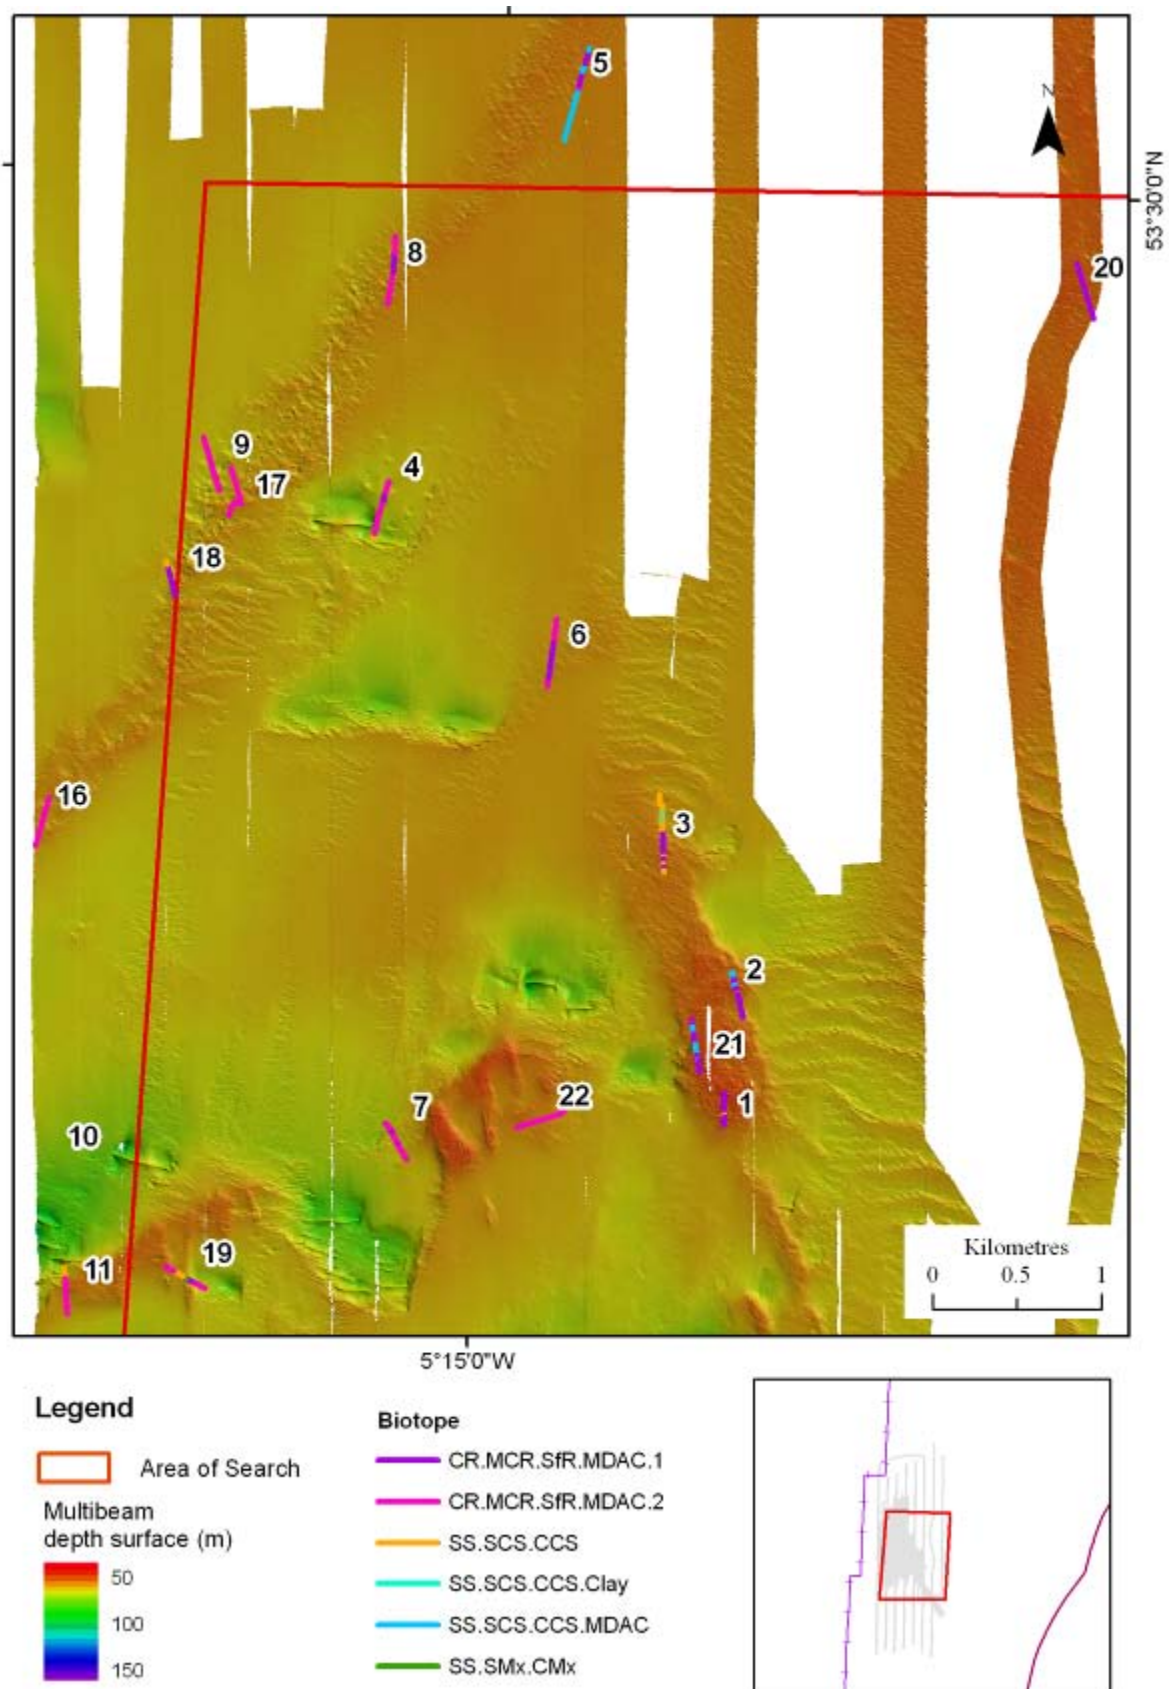 5
N
53°30'0"N
8
20
9
4
17
18
6
16
3
2
21
22
7
1
10
19
11
Kilometres
0 0.5 1
5°15'0"W
Legend
Area of Search
Multibeam
depth surface (m)
50
100
150
Biotope
CR.MCR.SfR.MDAC.1
CR.MCR.SfR.MDAC.2
SS.SCS.CCS
SS.SCS.CCS.Clay
SS.SCS.CCS.MDAC
SS.SMx.CMx